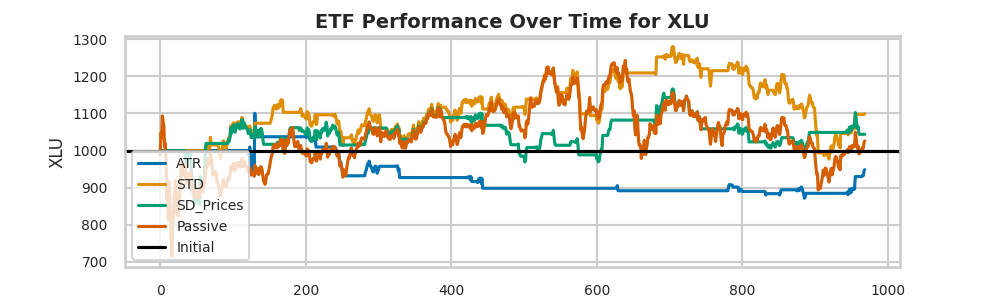 ETF Performance Over Time for XLU
1300
1200
1100
1000
900
800
700
XLU
ATR
STD
SD_Prices
Passive
Initial
0
200
400
600
800
1000